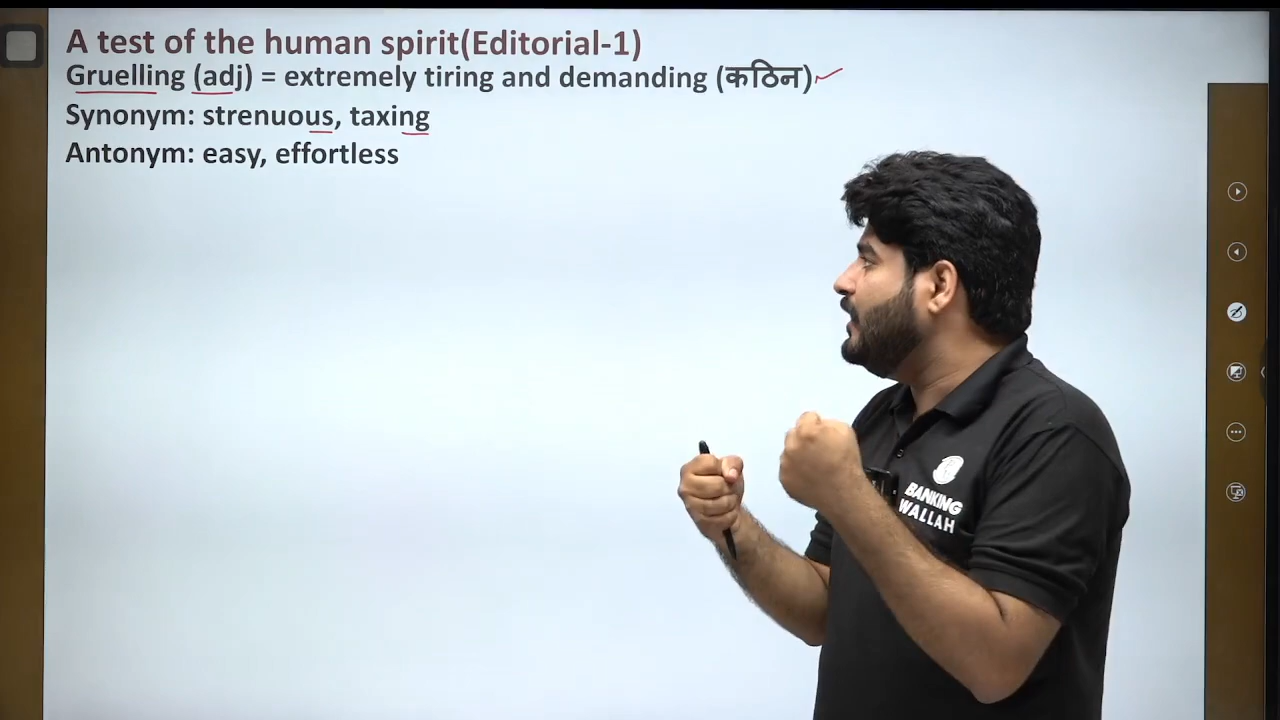 A test of the human spirit(Editorial-1)
Gruelling (adj) = extremely tiring and demanding (कठिन)
Synonym: strenuous, taxing
Antonym: easy, effortless
BANKING
WALLAH